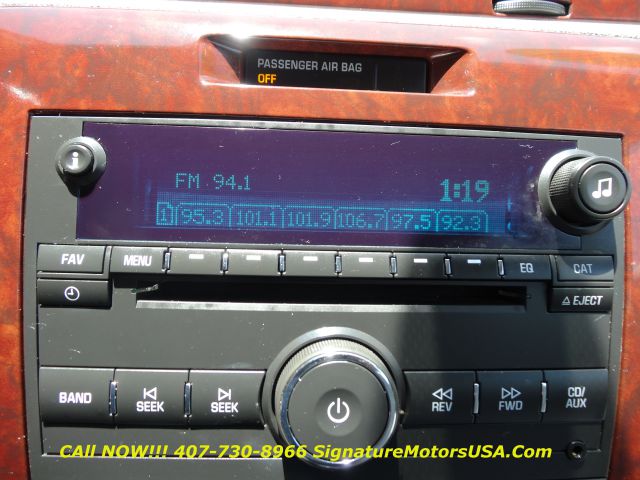 PASSENGER AIR BAG
OFF
i
FM 94.1
1:19
1 95.3 101.1 101.9 106.7 97.5 92.3
FAV MENU EQ CAT
EJECT
BAND SEEK SEEK REV FWD CD/
AUX
CAll NOW!!! 407-730-8966 SignatureMotorsUSA.Com